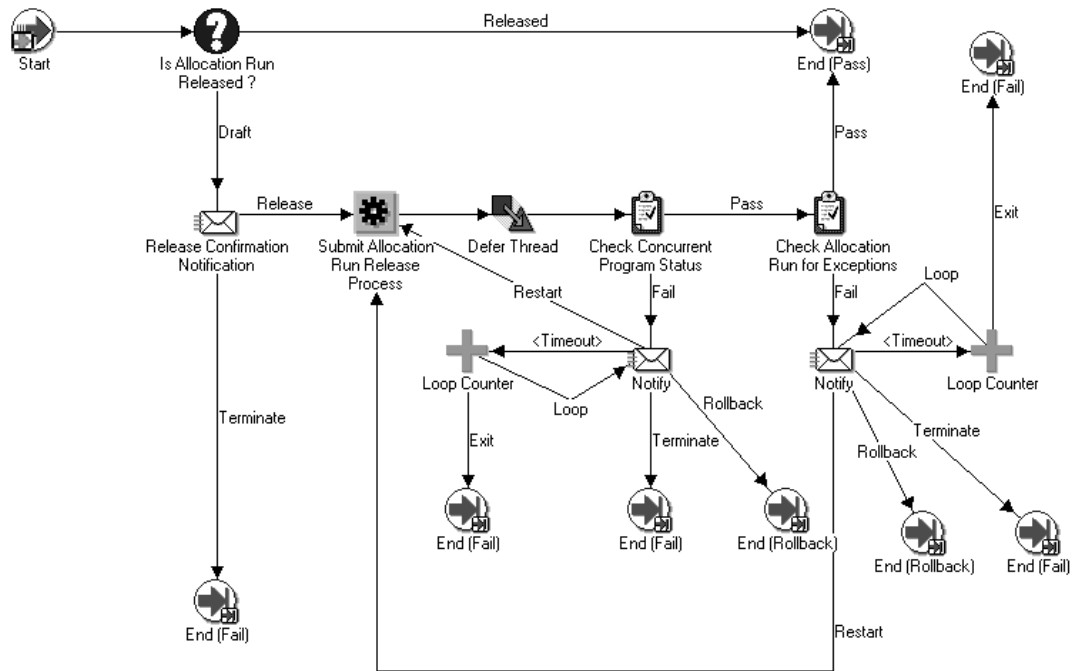 Released
Start
Is Allocation Run
Released ?
End (Pass)
End (Fail)
Draft
Pass
Release
Pass
Exit
Release Confirmation
Notification
Submit Allocation
Run Release
Process
Defer Thread
Check Concurrent
Program Status
Check Allocation
Run for Exceptions
Loop
Restart
Fail
Fail
<Timeout>
<Timeout>
Loop Counter
Notify
Notify
Loop Counter
Loop
Rollback
Terminate
Exit
Terminate
Terminate
Rollback
End (Fail)
End (Fail)
End (Rollback)
End (Rollback)
End (Fail)
End (Fail)
Restart